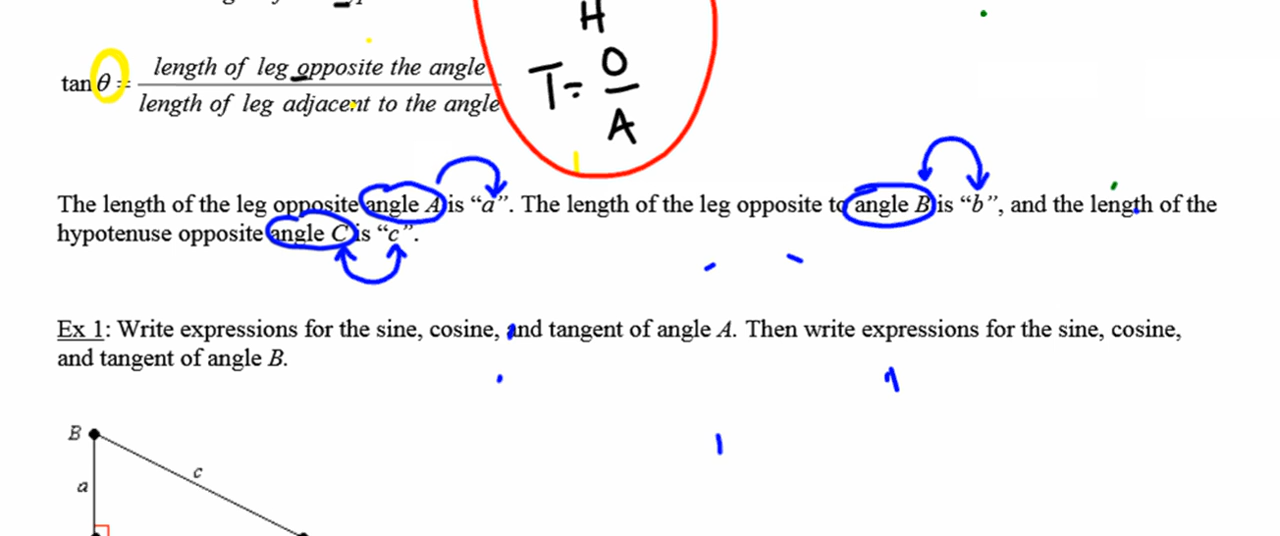 H
tan θ = length of leg opposite the angle
length of leg adjacent to the angle
T = O
A
The length of the leg opposite angle A is “a”. The length of the leg opposite to angle B is “b”, and the length of the
hypotenuse opposite angle C is “c”.
Ex 1: Write expressions for the sine, cosine, and tangent of angle A. Then write expressions for the sine, cosine,
and tangent of angle B.
B
c
a